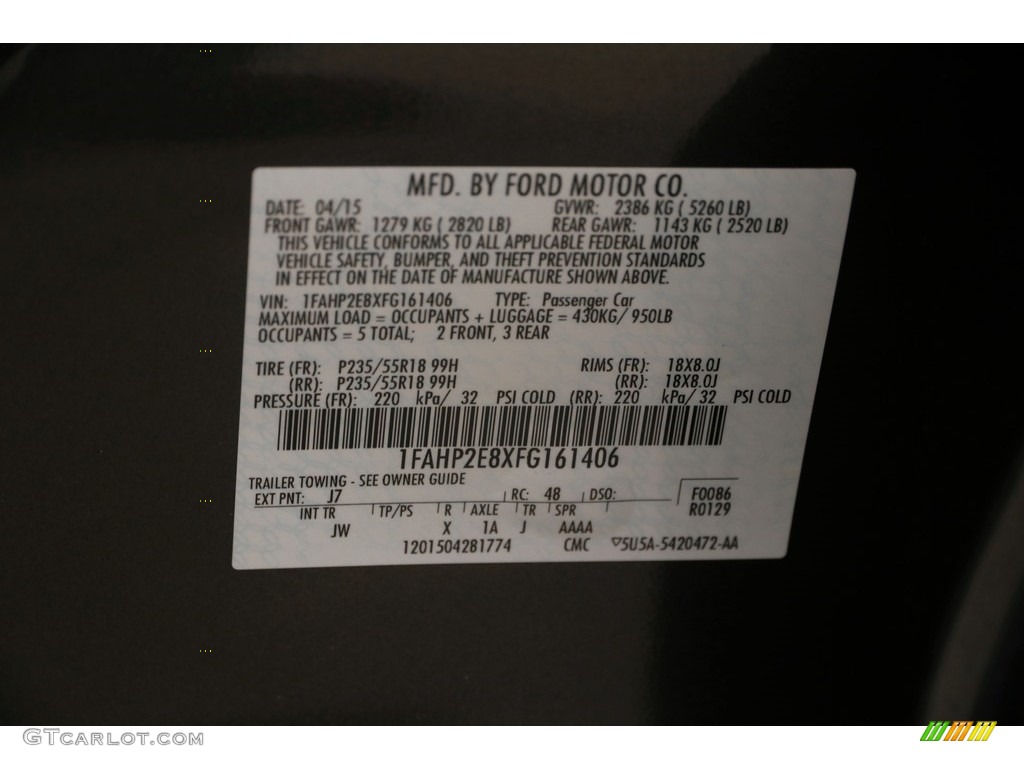 MFD. BY FORD MOTOR CO.
DATE: 04/15 GVWR: 2386 KG ( 5260 LB)
FRONT GAWR: 1279 KG ( 2820 LB) REAR GAWR: 1143 KG ( 2520 LB)
THIS VEHICLE CONFORMS TO ALL APPLICABLE FEDERAL MOTOR
VEHICLE SAFETY, BUMPER, AND THEFT PREVENTION STANDARDS
IN EFFECT ON THE DATE OF MANUFACTURE SHOWN ABOVE.
VIN: 1FAHP2E8XFG161406 TYPE: Passenger Car
MAXIMUM LOAD = OCCUPANTS + LUGGAGE = 430KG/ 950LB
OCCUPANTS = 5 TOTAL; 2 FRONT, 3 REAR
TIRE (FR): P235/55R18 99H RIMS (FR): 18X8.0J
(RR): P235/55R18 99H (RR): 18X8.0J
PRESSURE (FR): 220 kPa/ 32 PSI COLD (RR): 220 kPa/ 32 PSI COLD
1FAHP2E8XFG161406
TRAILER TOWING - SEE OWNER GUIDE
EXT PNT: J7 RC: 48 DSO: F0086
INT TR TP/PS R AXLE TR SPR R0129
JW X 1A J AAAA
1201504281774 CMC ▽5U5A-5420472-AA
GTCARLOT.COM